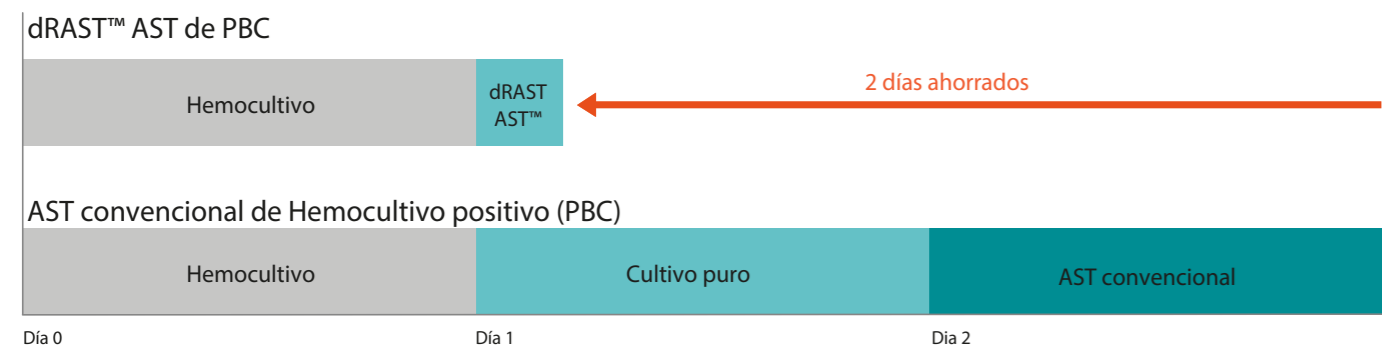 dRAST™ AST de PBC
Hemocultivo
dRAST
AST™
2 días ahorrados
AST convencional de Hemocultivo positivo (PBC)
Hemocultivo
Cultivo puro
AST convencional
Día 0
Día 1
Dia 2